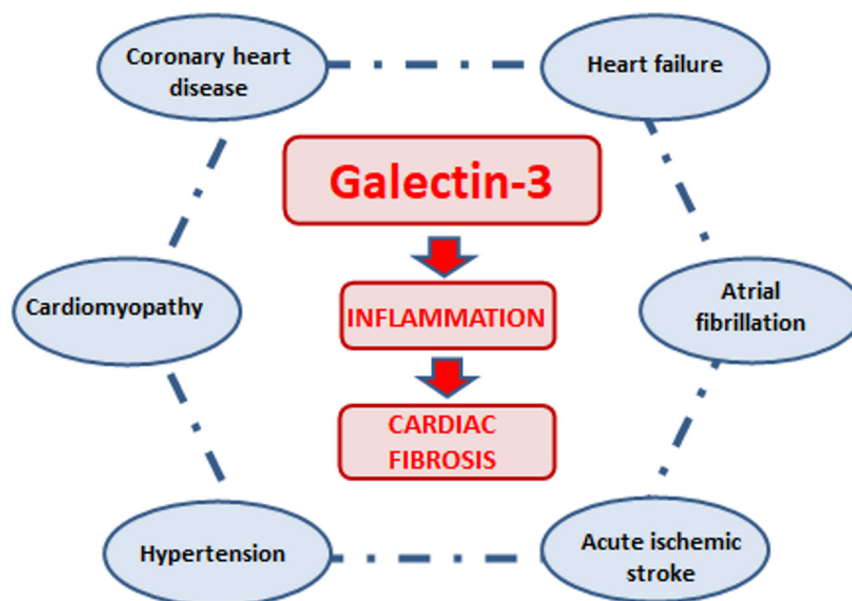 Coronary heart
disease
Heart failure
Galectin-3
Cardiomyopathy
INFLAMMATION
Atrial
fibrillation
CARDIAC
FIBROSIS
Hypertension
Acute ischemic
stroke